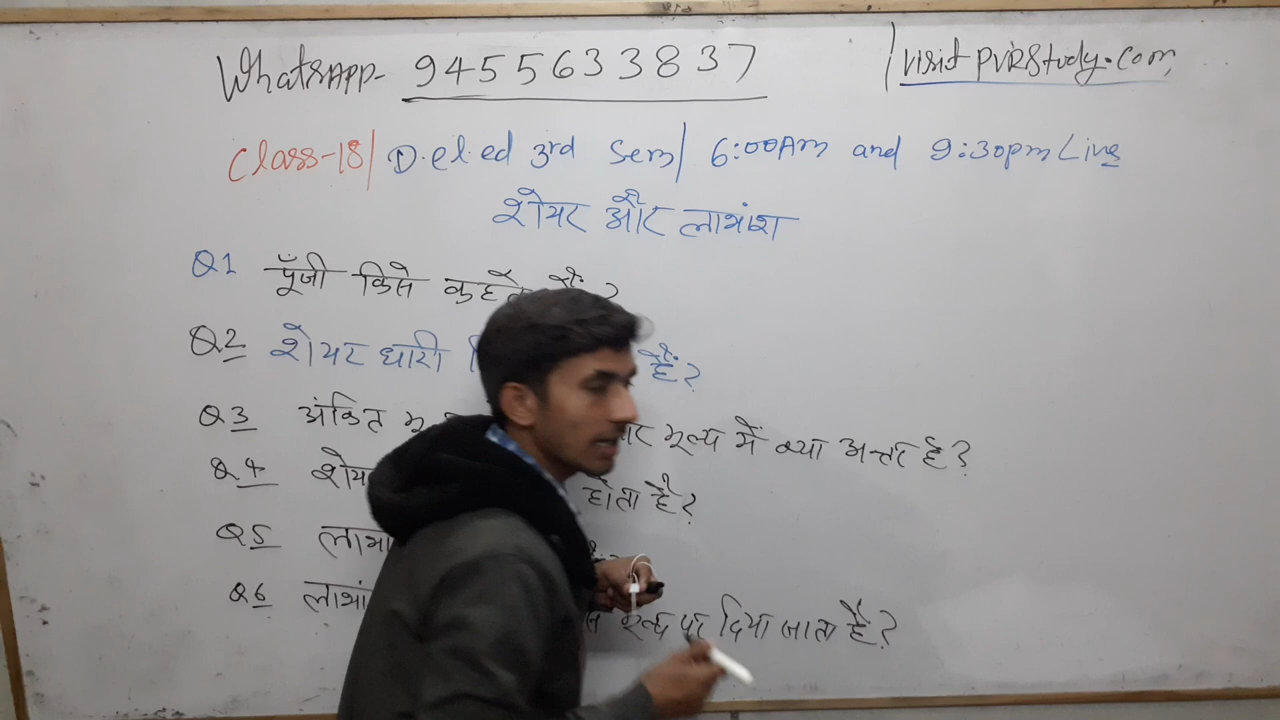 WhatsAPP- 9455633837
visit PVRStudy.com
Class-18/ D.el.ed 3rd Sem/ 6:00Am and 9:30pm Live
शेयर और लाभांश
Q1 पूँजी किसे कहते हैं?
Q2 शेयर धारी हैं?
Q3 अंकित मूल्य में क्या अन्तर है?
Q4 होता है?
Q5
Q6 पर दिया जाता है?